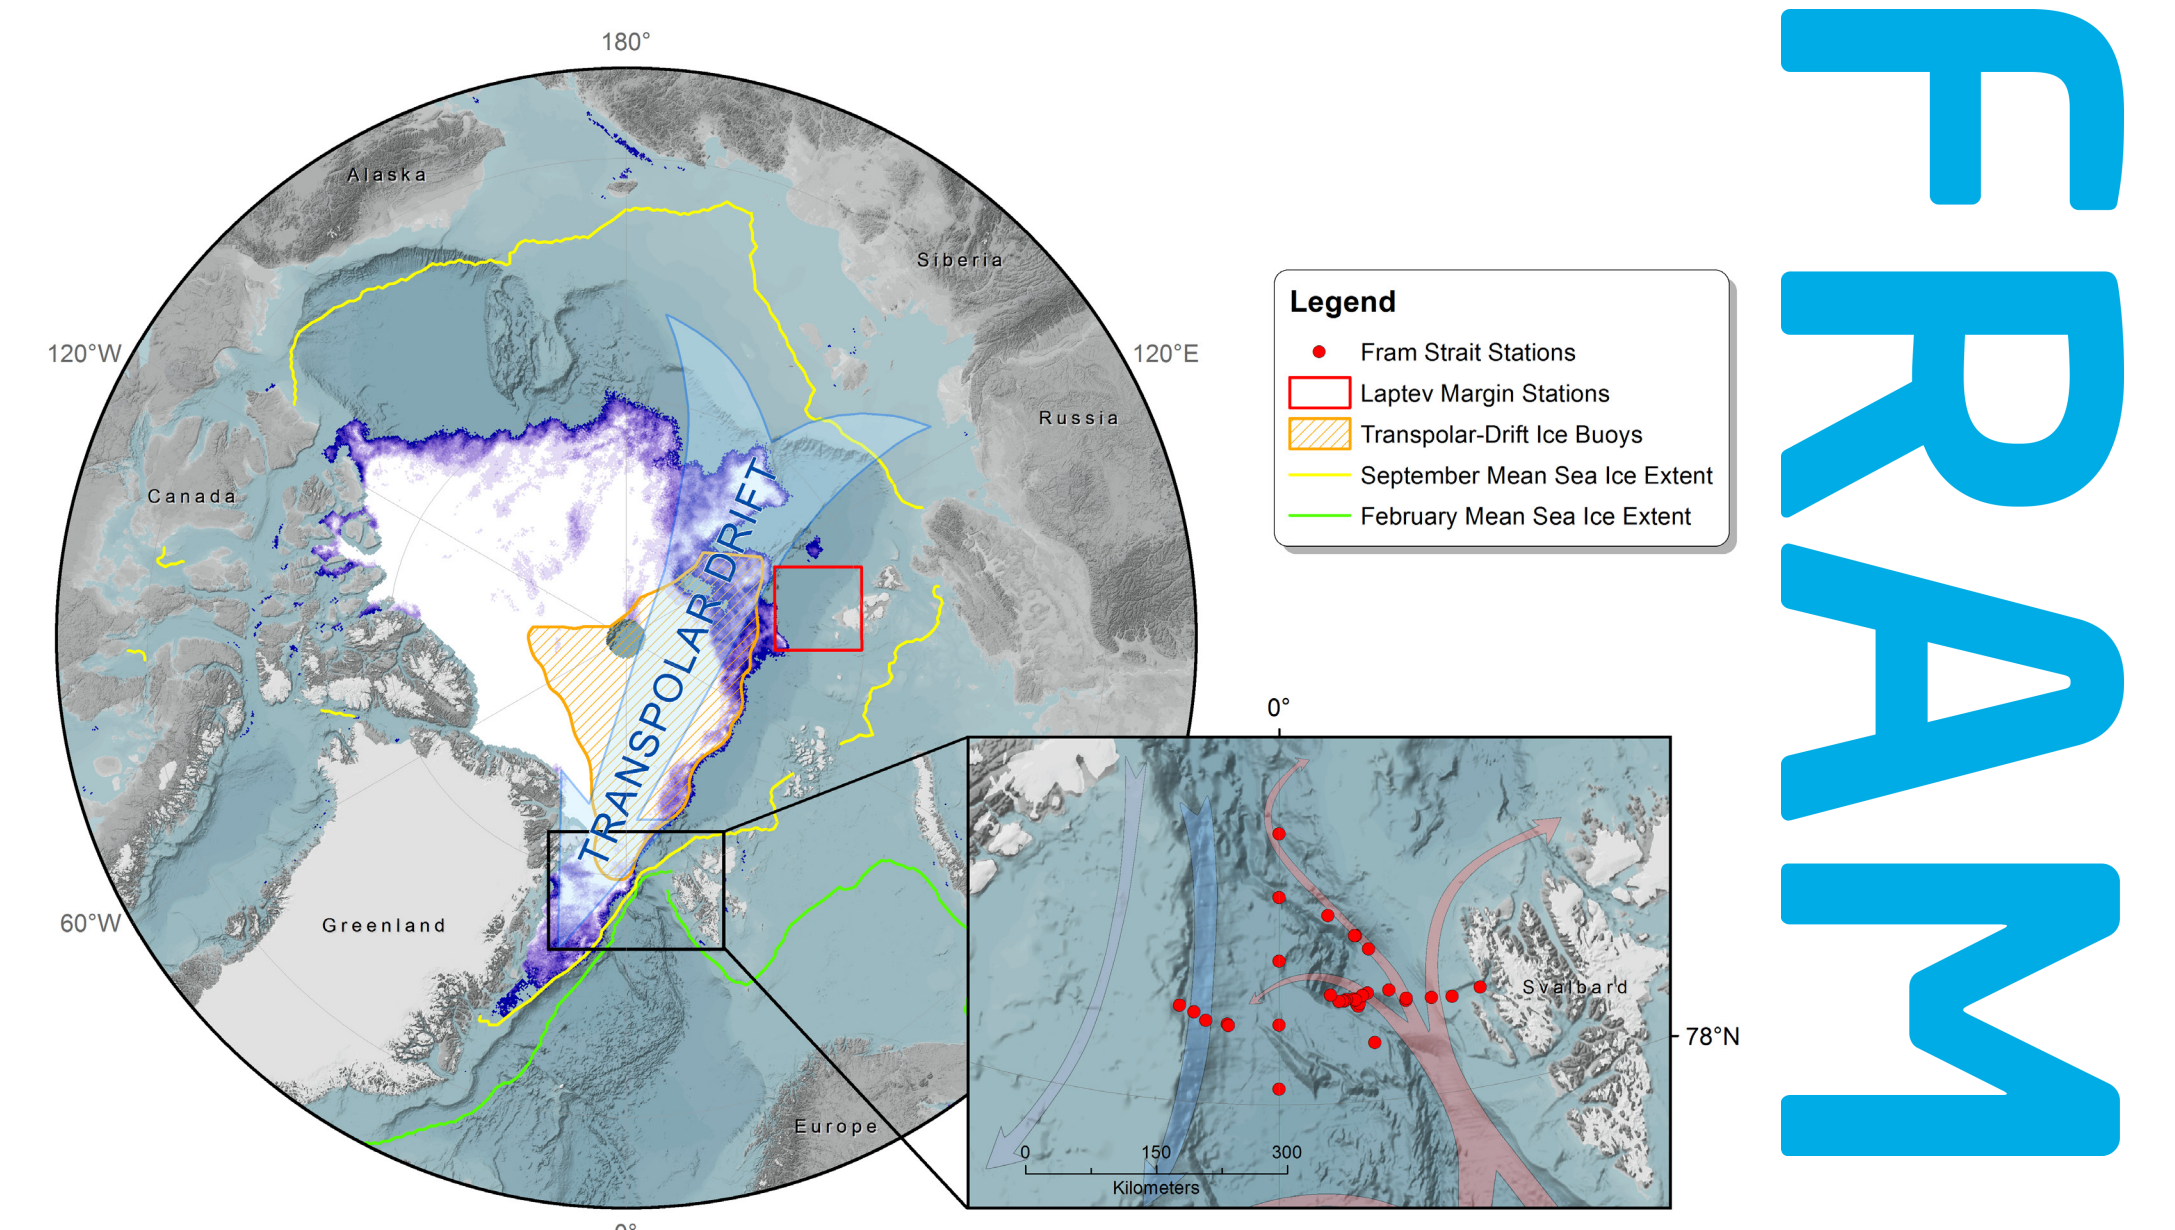 180°
Alaska
Siberia
120°W
120°E
Russia
Canada
TRANSPOLAR DRIFT
60°W
Greenland
Europe
0°
Legend
Fram Strait Stations
Laptev Margin Stations
Transpolar-Drift Ice Buoys
September Mean Sea Ice Extent
February Mean Sea Ice Extent
0°
Svalbard
78°N
0 150 300
Kilometers
FRAM